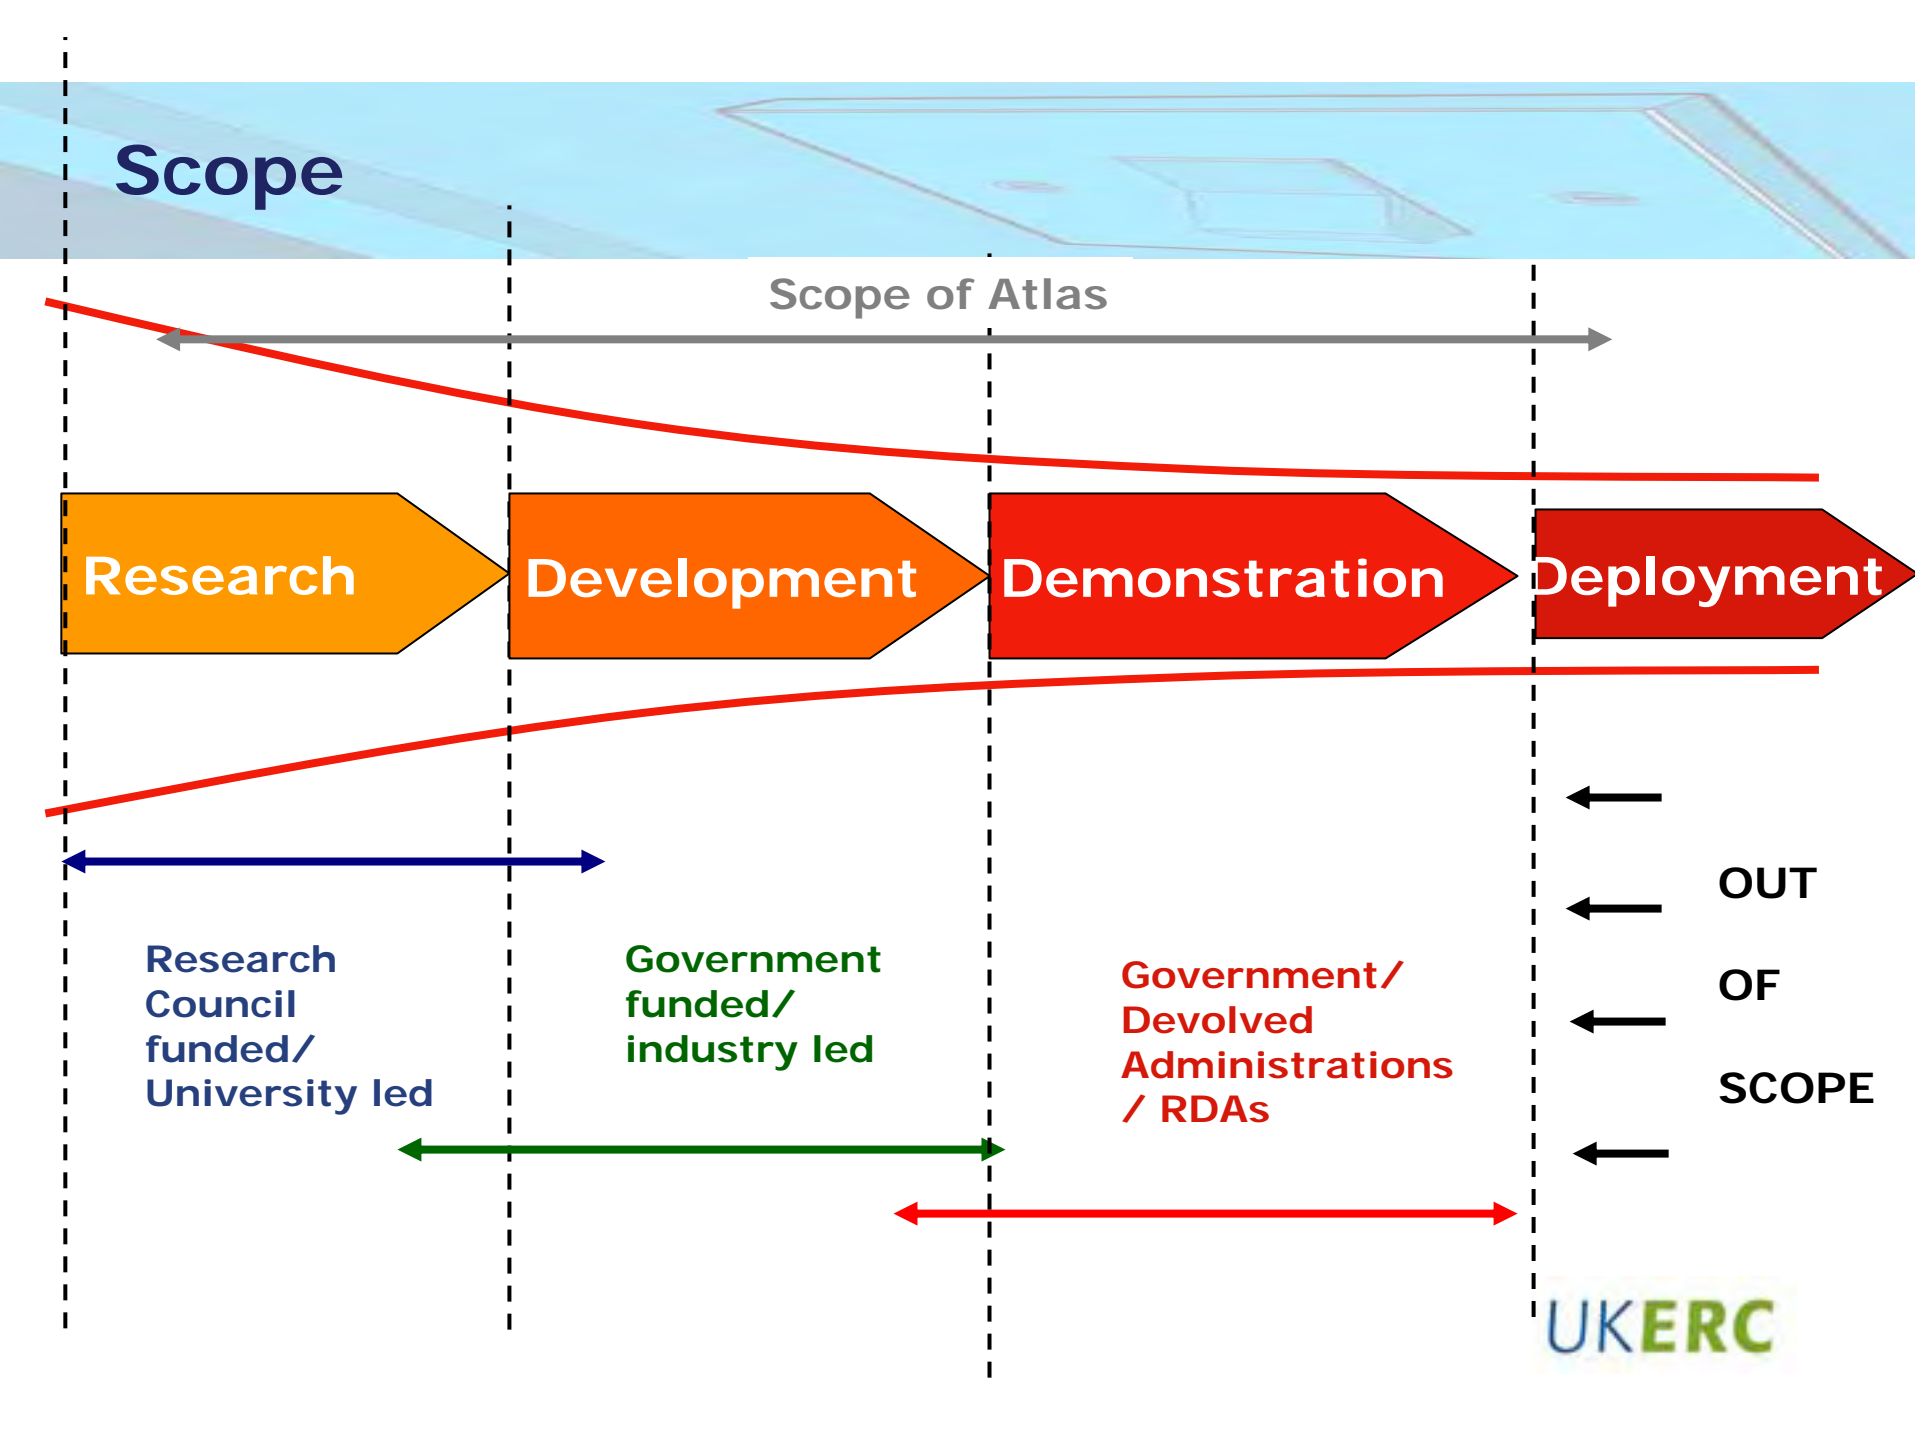 Scope
Scope of Atlas
Research
Development
Demonstration
Deployment
Research
Council
funded/
University led
Government
funded/
industry led
Government/
Devolved
Administrations
/ RDAs
OUT
OF
SCOPE
UKERC